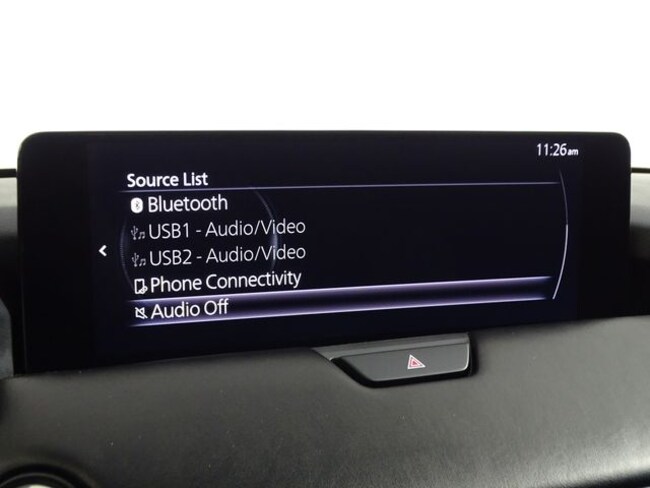 11:26am
Source List
Bluetooth
USB1 - Audio/Video
USB2 - Audio/Video
Phone Connectivity
Audio Off